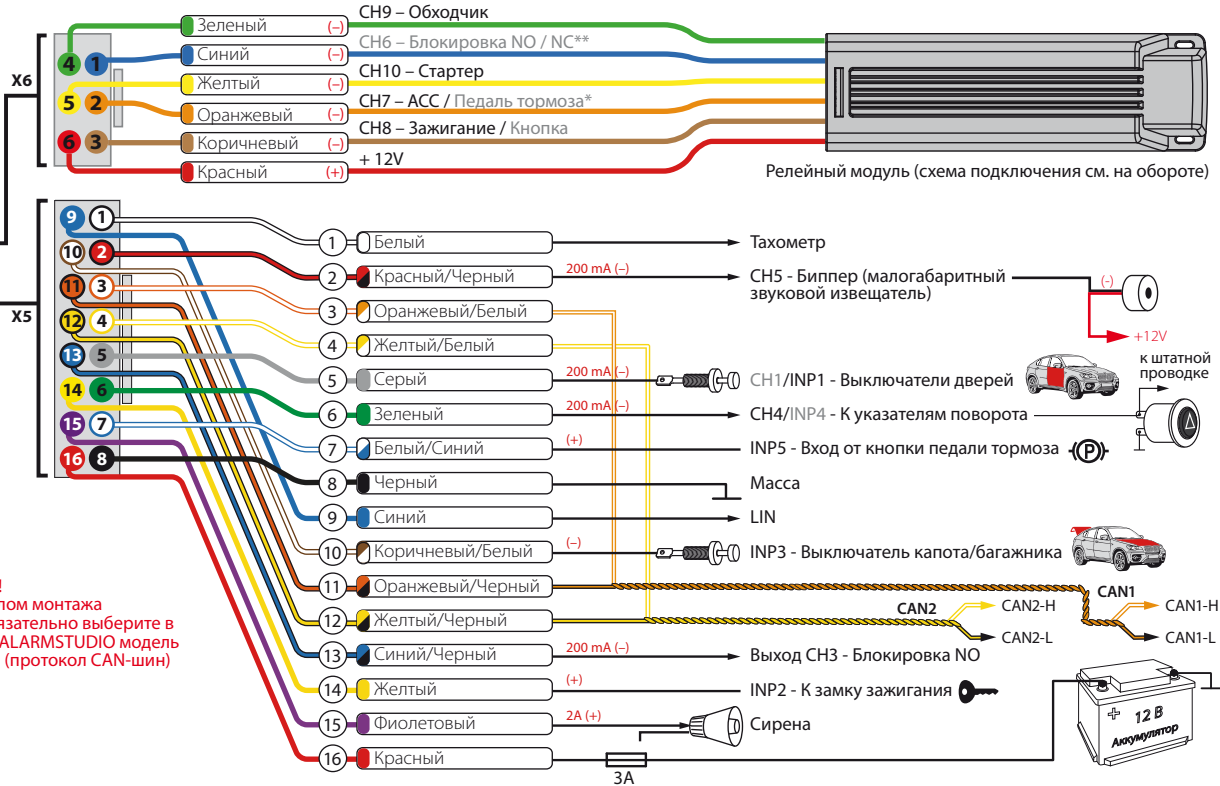 X6
4 1
5 2
6 3
Зеленый (–) CH9 – Обходчик
Синий (–) CH6 – Блокировка NO / NC**
Желтый (–) CH10 – Стартер
Оранжевый (–) CH7 – ACC / Педаль тормоза*
Коричневый (–) CH8 – Зажигание / Кнопка
Красный (+) + 12V
Релейный модуль (схема подключения см. на обороте)
X5
9 1
10 2
11 3
12 4
13 5
14 6
15 7
16 8
1 Белый Тахометр
2 Красный/Черный 200 mA (–) CH5 - Биппер (малогабаритный
звуковой извещатель)
(-)
+12V
3 Оранжевый/Белый
4 Желтый/Белый
5 Серый 200 mA (–) CH1/INP1 - Выключатели дверей
к штатной
проводке
6 Зеленый 200 mA (–) CH4/INP4 - К указателям поворота
7 Белый/Синий (+) INP5 - Вход от кнопки педали тормоза (P)
8 Черный Масса
9 Синий LIN
10 Коричневый/Белый (–) INP3 - Выключатель капота/багажника
11 Оранжевый/Черный CAN1
CAN1-H
CAN1-L
12 Желтый/Черный CAN2
CAN2-H
CAN2-L
13 Синий/Черный 200 mA (–) Выход CH3 - Блокировка NO
14 Желтый (+) INP2 - К замку зажигания
15 Фиолетовый 2A (+) Сирена
16 Красный 3A
+ 12 В
Аккумулятор
!
лом монтажа
язательно выберите в
ALARMSTUDIO модель
(протокол CAN-шин)